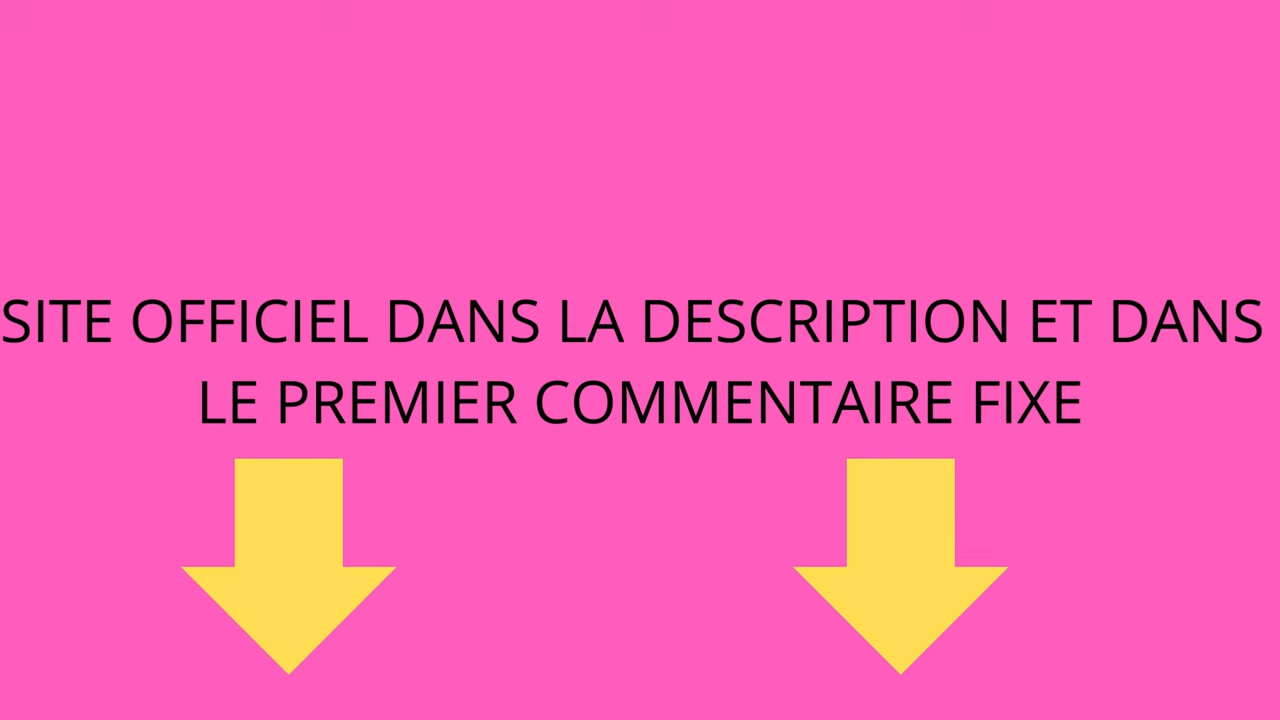 SITE OFFICIEL DANS LA DESCRIPTION ET DANS
LE PREMIER COMMENTAIRE FIXE